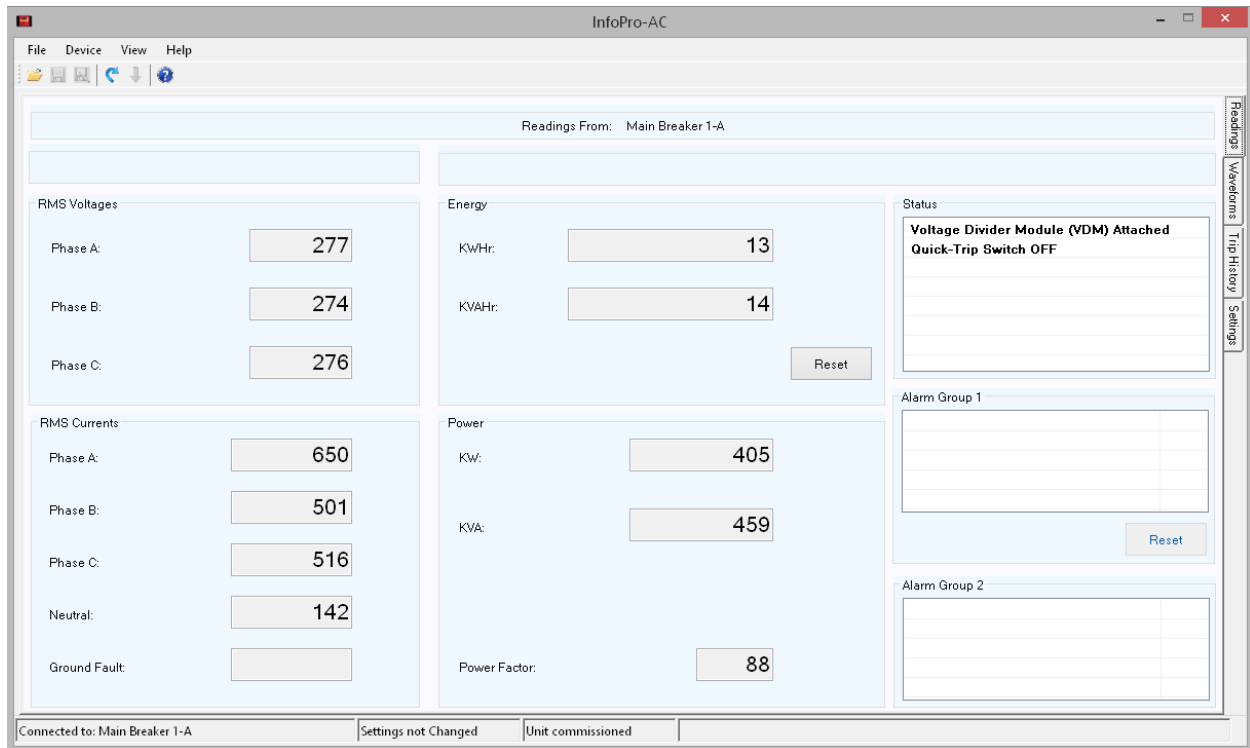 InfoPro-AC
File Device View Help
Readings From: Main Breaker 1-A
Readings
Waveforms
Trip History
Settings
RMS Voltages
Phase A: 277
Phase B: 274
Phase C: 276
Energy
KWHr: 13
KVAHr: 14
Reset
Status
Voltage Divider Module (VDM) Attached
Quick-Trip Switch OFF
RMS Currents
Phase A: 650
Phase B: 501
Phase C: 516
Neutral: 142
Ground Fault:
Power
KW: 405
KVA: 459
Power Factor: 88
Alarm Group 1
Reset
Alarm Group 2
Connected to: Main Breaker 1-A Settings not Changed Unit commissioned